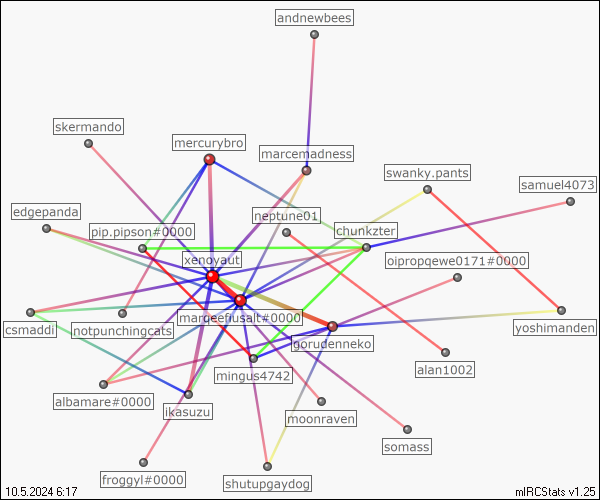 andnewbees
skermando
mercurybro
marcemadness
swanky.pants
samuel4073
edgepanda
neptune01
pip.pipson#0000
chunkzter
xenoyaut
oipropqewe0171#0000
margeefusalt#0000
csmaddi
notpunchingcats
gorudenneko
yoshimanden
mingus4742
alan1002
albamare#0000
ikasuzu
moonraven
somass
froggyl#0000
shutupgaydog
10.5.2024 6:17
mIRCStats v1.25